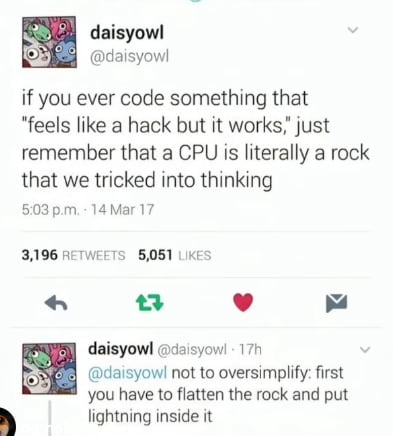 daisyowl
@daisyowl
if you ever code something that
"feels like a hack but it works," just
remember that a CPU is literally a rock
that we tricked into thinking
5:03 p.m. · 14 Mar 17
3,196 RETWEETS 5,051 LIKES
daisyowl @daisyowl · 17h
@daisyowl not to oversimplify: first
you have to flatten the rock and put
lightning inside it